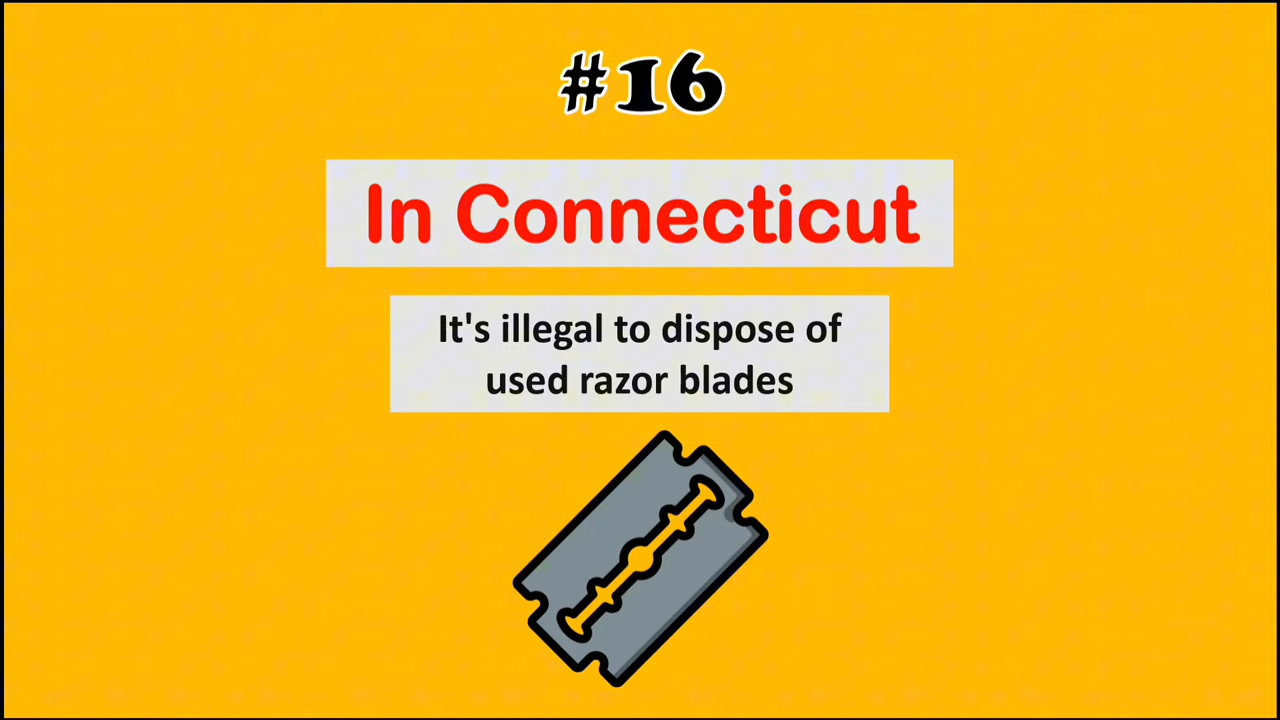 #16
In Connecticut
It's illegal to dispose of
used razor blades